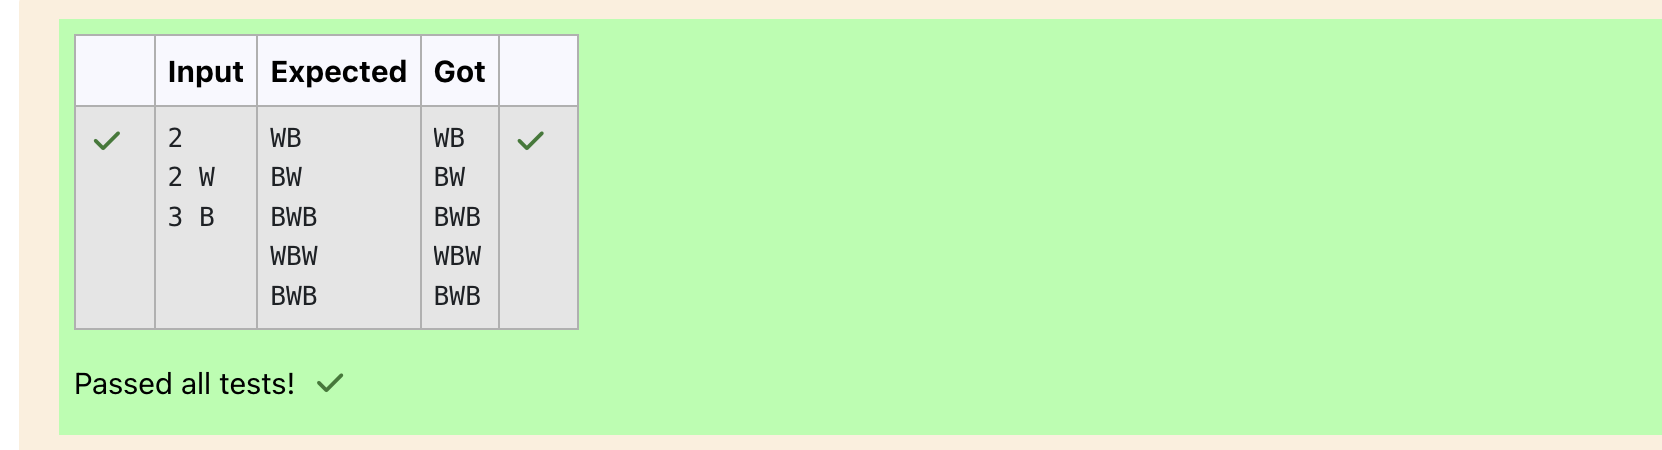 Input Expected Got
2 WB WB
2 W BW BW
3 B BWB BWB
WBW WBW
BWB BWB
Passed all tests!